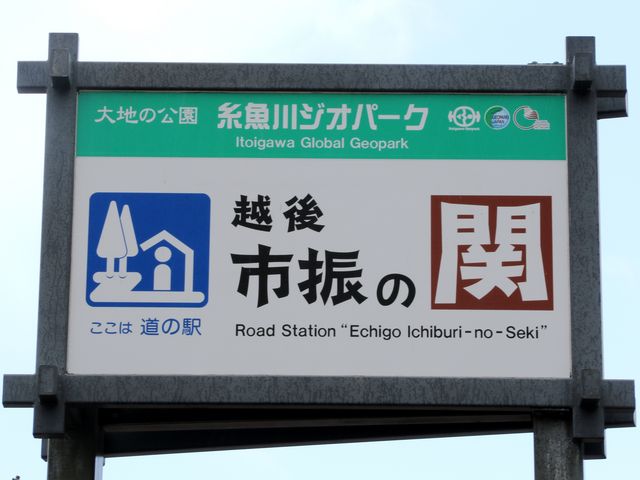 大地の公園 糸魚川ジオパーク
Itoigawa Global Geopark
越後
市振の関
ここは 道の駅
Road Station "Echigo Ichiburi-no-Seki"